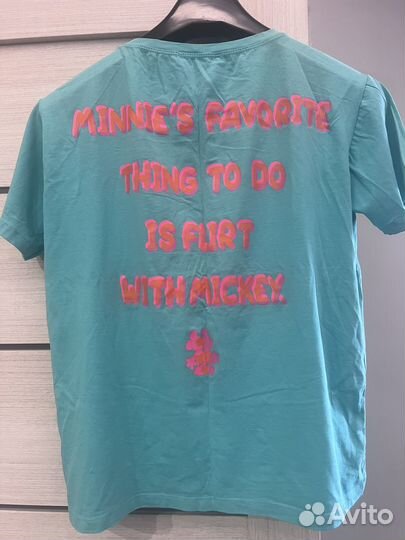 MINNIE'S FAVORITE
THING TO DO
IS FLIRT
WITH MICKEY.
Avito